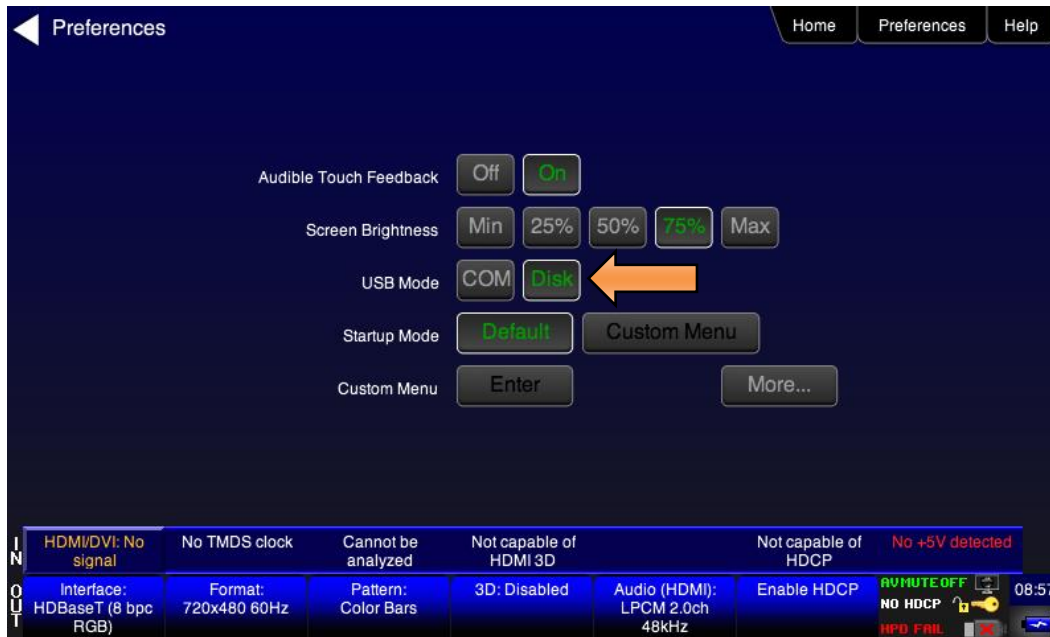 Preferences
Home
Preferences
Help
Audible Touch Feedback
Off
On
Screen Brightness
Min
25%
50%
75%
Max
USB Mode
COM
Disk
Startup Mode
Default
Custom Menu
Custom Menu
Enter
More...
IN
HDMI/DVI: No
signal
No TMDS clock
Cannot be
analyzed
Not capable of
HDMI 3D
Not capable of
HDCP
No +5V detected
OUT
Interface:
HDBaseT (8 bpc
RGB)
Format:
720x480 60Hz
Pattern:
Color Bars
3D: Disabled
Audio (HDMI):
LPCM 2.0ch
48kHz
Enable HDCP
AVMUTE OFF
NO HDCP
HPD FAIL
08:57